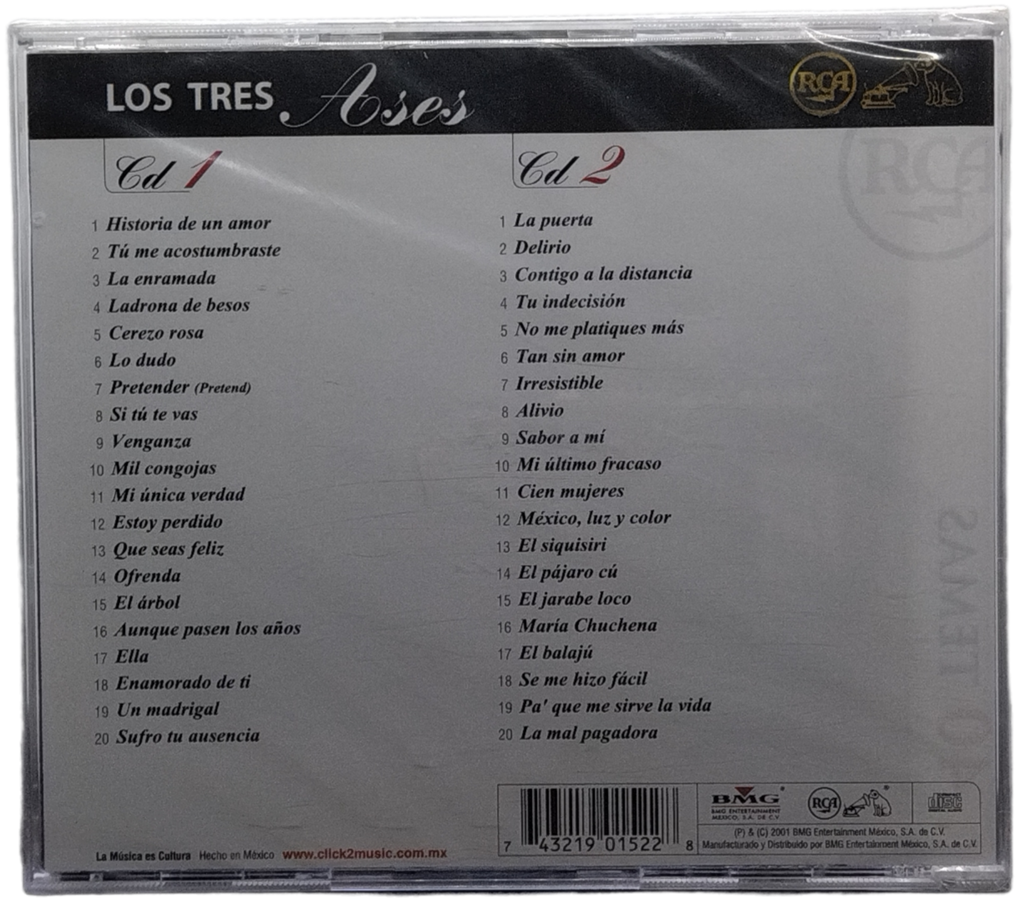 LOS TRES Ases
RCA
RCA
Cd 1
1 Historia de un amor
2 Tú me acostumbraste
3 La enramada
4 Ladrona de besos
5 Cerezo rosa
6 Lo dudo
7 Pretender (Pretend)
8 Si tú te vas
9 Venganza
10 Mil congojas
11 Mi única verdad
12 Estoy perdido
13 Que seas feliz
14 Ofrenda
15 El árbol
16 Aunque pasen los años
17 Ella
18 Enamorado de ti
19 Un madrigal
20 Sufro tu ausencia
Cd 2
1 La puerta
2 Delirio
3 Contigo a la distancia
4 Tu indecisión
5 No me platiques más
6 Tan sin amor
7 Irresistible
8 Alivio
9 Sabor a mí
10 Mi último fracaso
11 Cien mujeres
12 México, luz y color
13 El siquisiri
14 El pájaro cú
15 El jarabe loco
16 María Chuchena
17 El balajú
18 Se me hizo fácil
19 Pa' que me sirve la vida
20 La mal pagadora
La Música es Cultura Hecho en México www.click2music.com.mx
7 43219 01522 8
BMG
BMG ENTERTAINMENT
MÉXICO, S.A. DE C.V.
RCA
disc
(P) & (C) 2001 BMG Entertainment México, S.A. de C.V.
Manufacturado y Distribuido por BMG Entertainment México, S.A. de C.V.